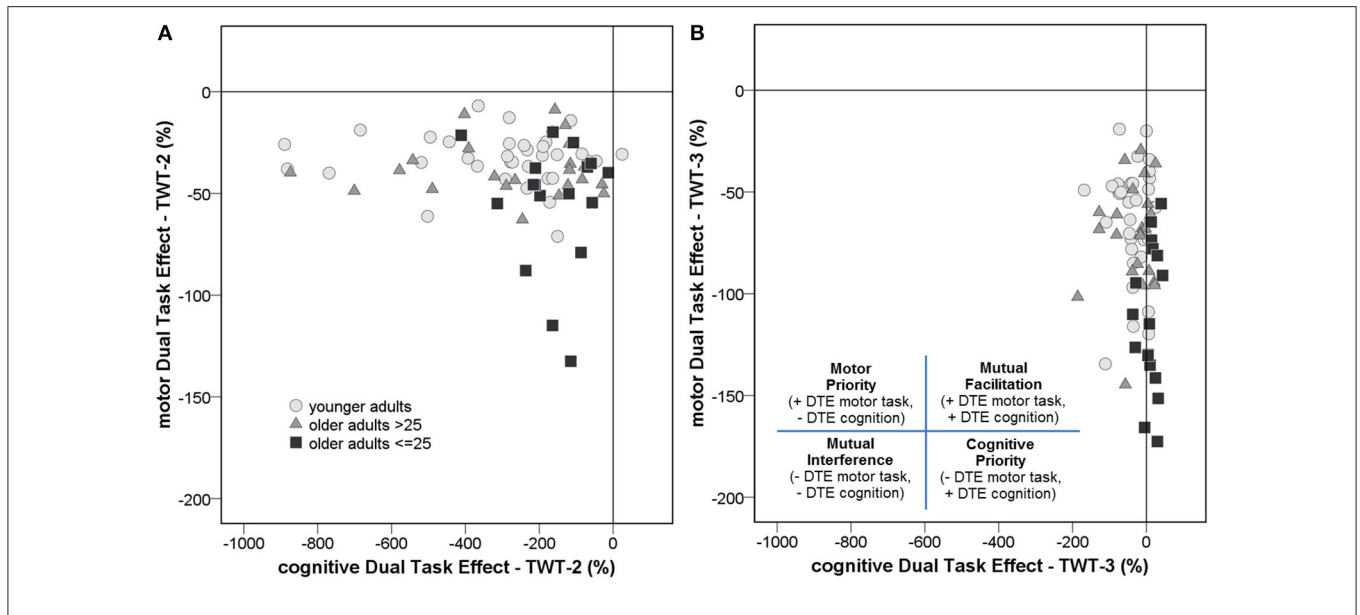 A
motor Dual Task Effect - TWT-2 (%)
0
-50
-100
-150
-200
younger adults
older adults >25
older adults <=25
-1000
-800
-600
-400
-200
0
cognitive Dual Task Effect - TWT-2 (%)
B
motor Dual Task Effect - TWT-3 (%)
0
-50
-100
-150
-200
Motor
Priority
(+ DTE motor task,
- DTE cognition)
Mutual
Facilitation
(+ DTE motor task,
+ DTE cognition)
Mutual
Interference
(- DTE motor task,
- DTE cognition)
Cognitive
Priority
(- DTE motor task,
+ DTE cognition)
-1000
-800
-600
-400
-200
0
cognitive Dual Task Effect - TWT-3 (%)